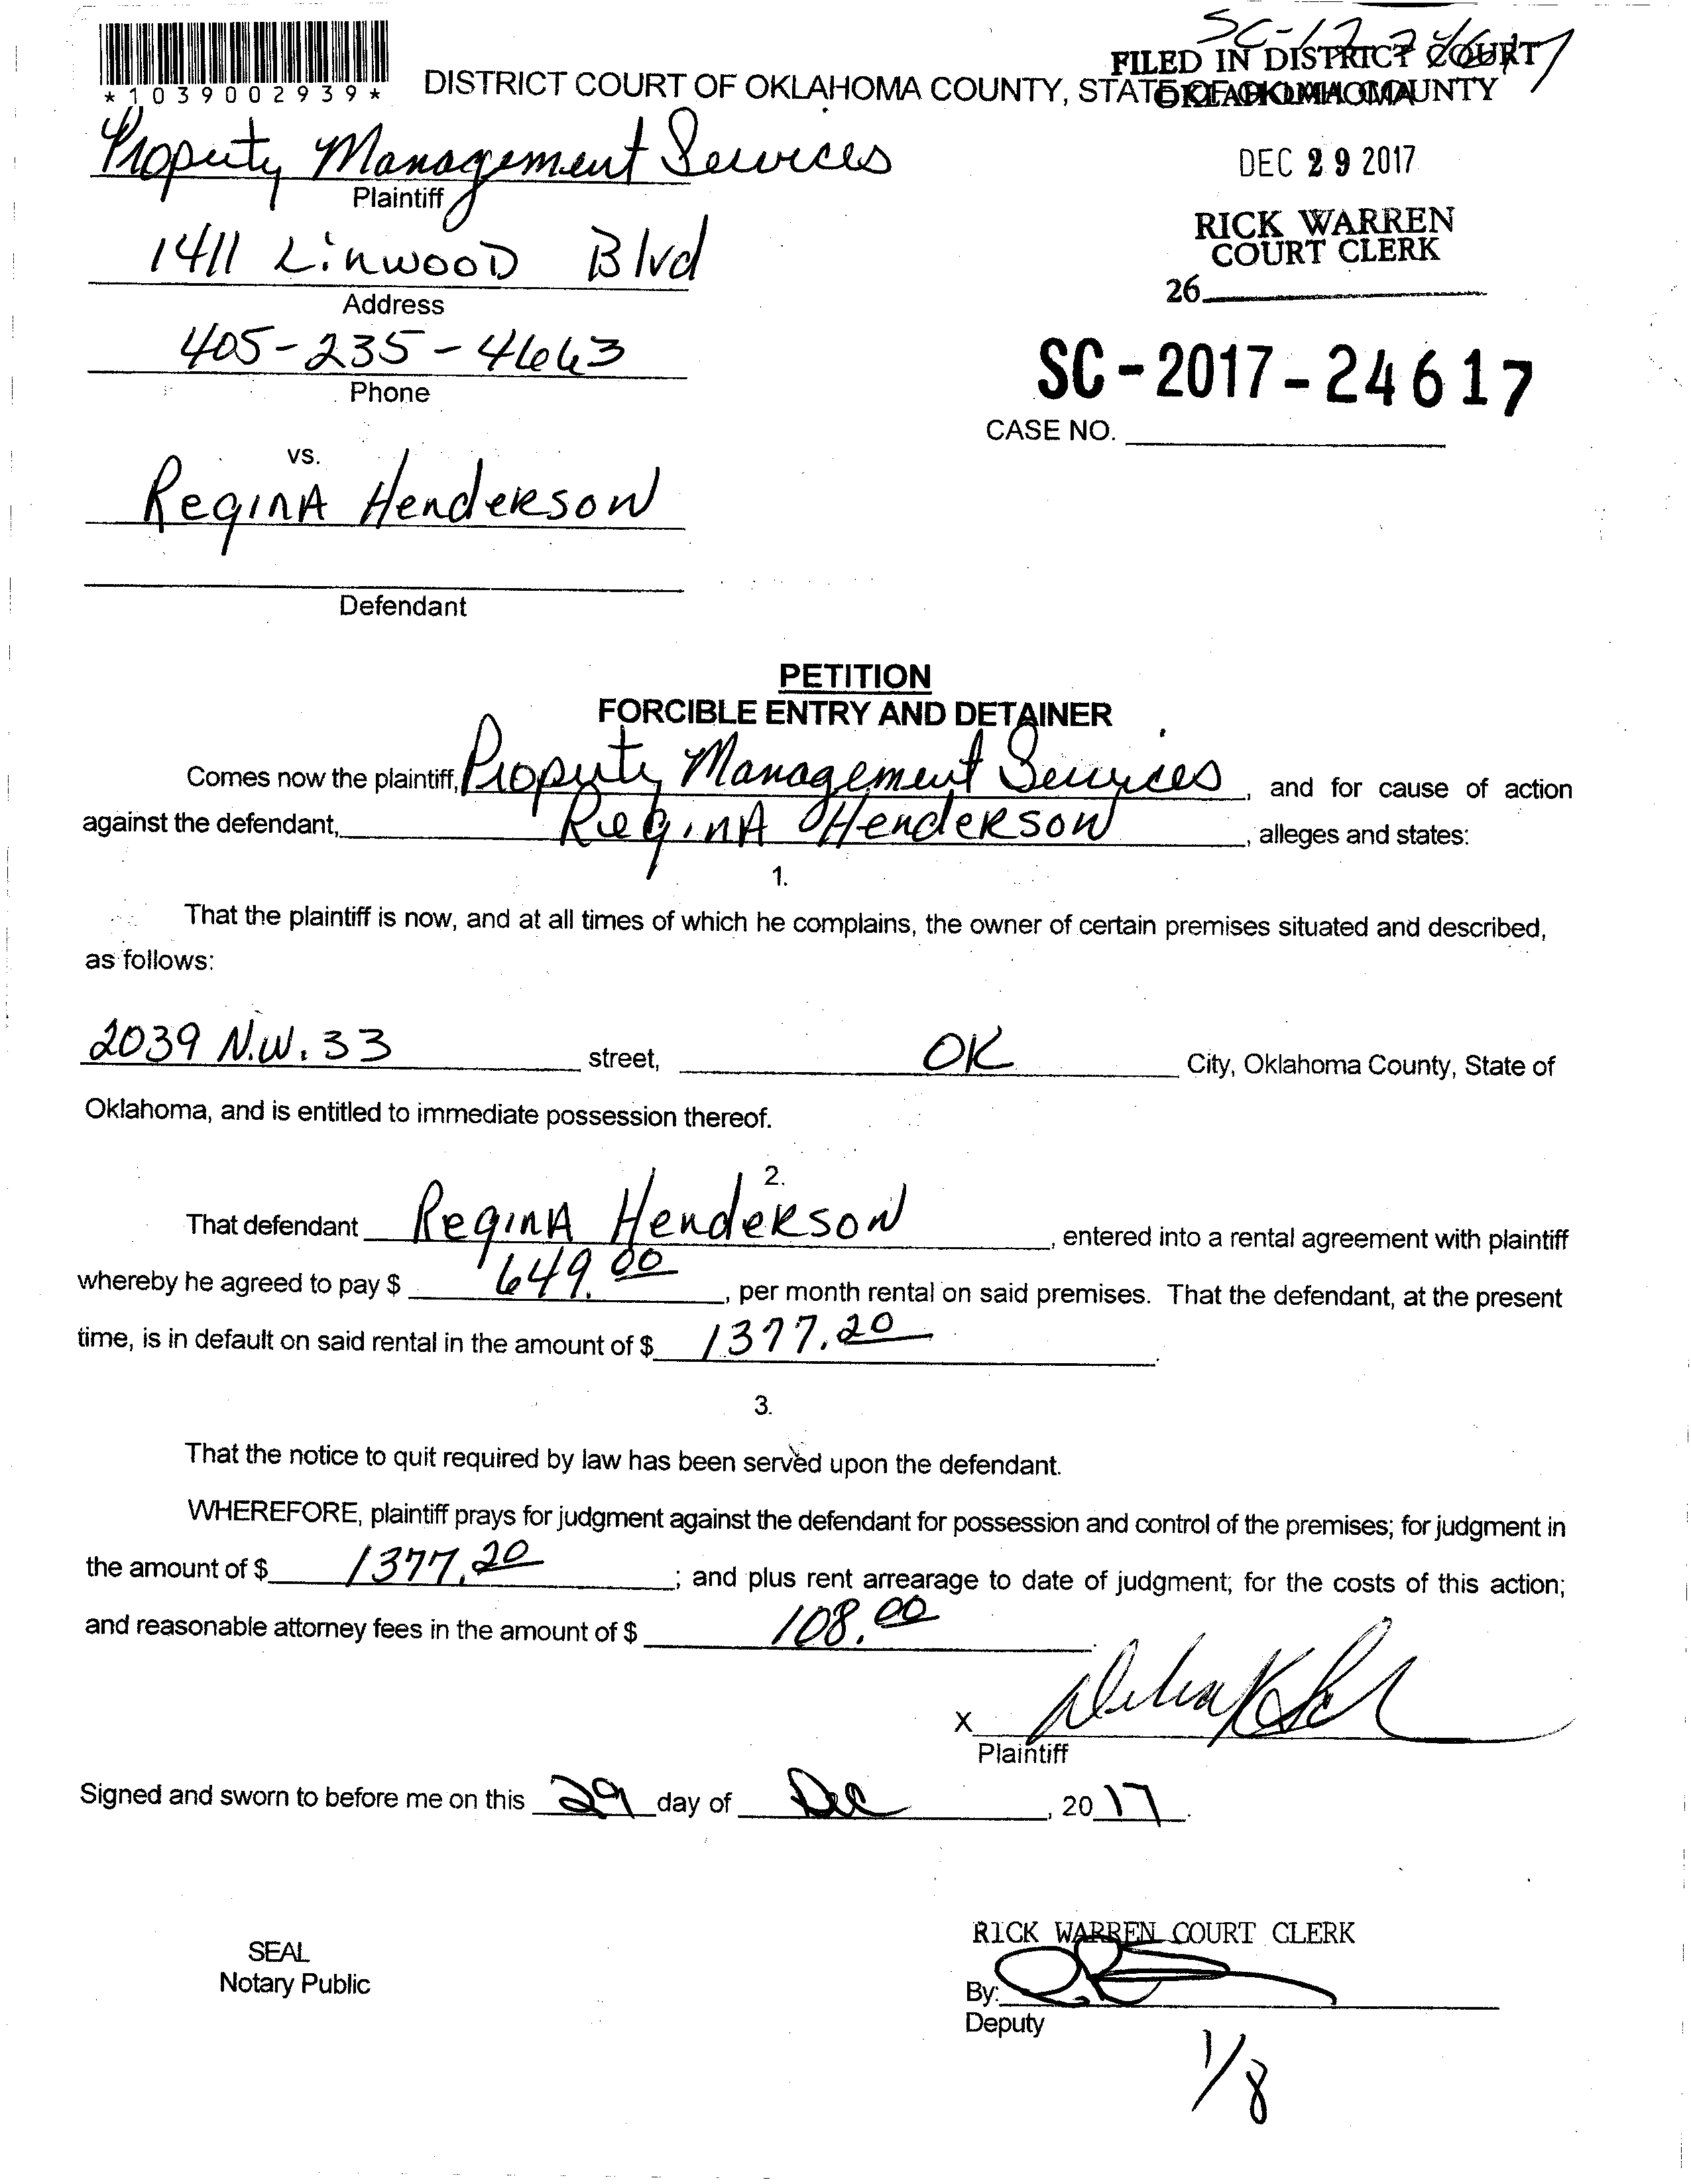 SC-17-24617
FILED IN DISTRICT COURT
OKLAHOMA COUNTY
*1039002939*
DISTRICT COURT OF OKLAHOMA COUNTY, STATE OF OKLAHOMA
Property Management Services
Plaintiff
DEC 29 2017
1411 Linwood Blvd
Address
RICK WARREN
COURT CLERK
26
405-235-4663
Phone
SC-2017-24617
CASE NO.
vs.
Regina Henderson
Defendant
PETITION
FORCIBLE ENTRY AND DETAINER
Comes now the plaintiff, Property Management Services, and for cause of action
against the defendant, Regina Henderson, alleges and states:
1.
That the plaintiff is now, and at all times of which he complains, the owner of certain premises situated and described,
as follows:
2039 N.W. 33 street, OK City, Oklahoma County, State of
Oklahoma, and is entitled to immediate possession thereof.
2.
That defendant Regina Henderson, entered into a rental agreement with plaintiff
whereby he agreed to pay $ 649.00, per month rental on said premises. That the defendant, at the present
time, is in default on said rental in the amount of $ 1377.20.
3.
That the notice to quit required by law has been served upon the defendant.
WHEREFORE, plaintiff prays for judgment against the defendant for possession and control of the premises; for judgment in
the amount of $ 1377.20; and plus rent arrearage to date of judgment; for the costs of this action;
and reasonable attorney fees in the amount of $ 108.00.
X
Plaintiff
Signed and sworn to before me on this 29 day of Dec, 2017.
RICK WARREN COURT CLERK
SEAL
Notary Public
By:
Deputy
1/8